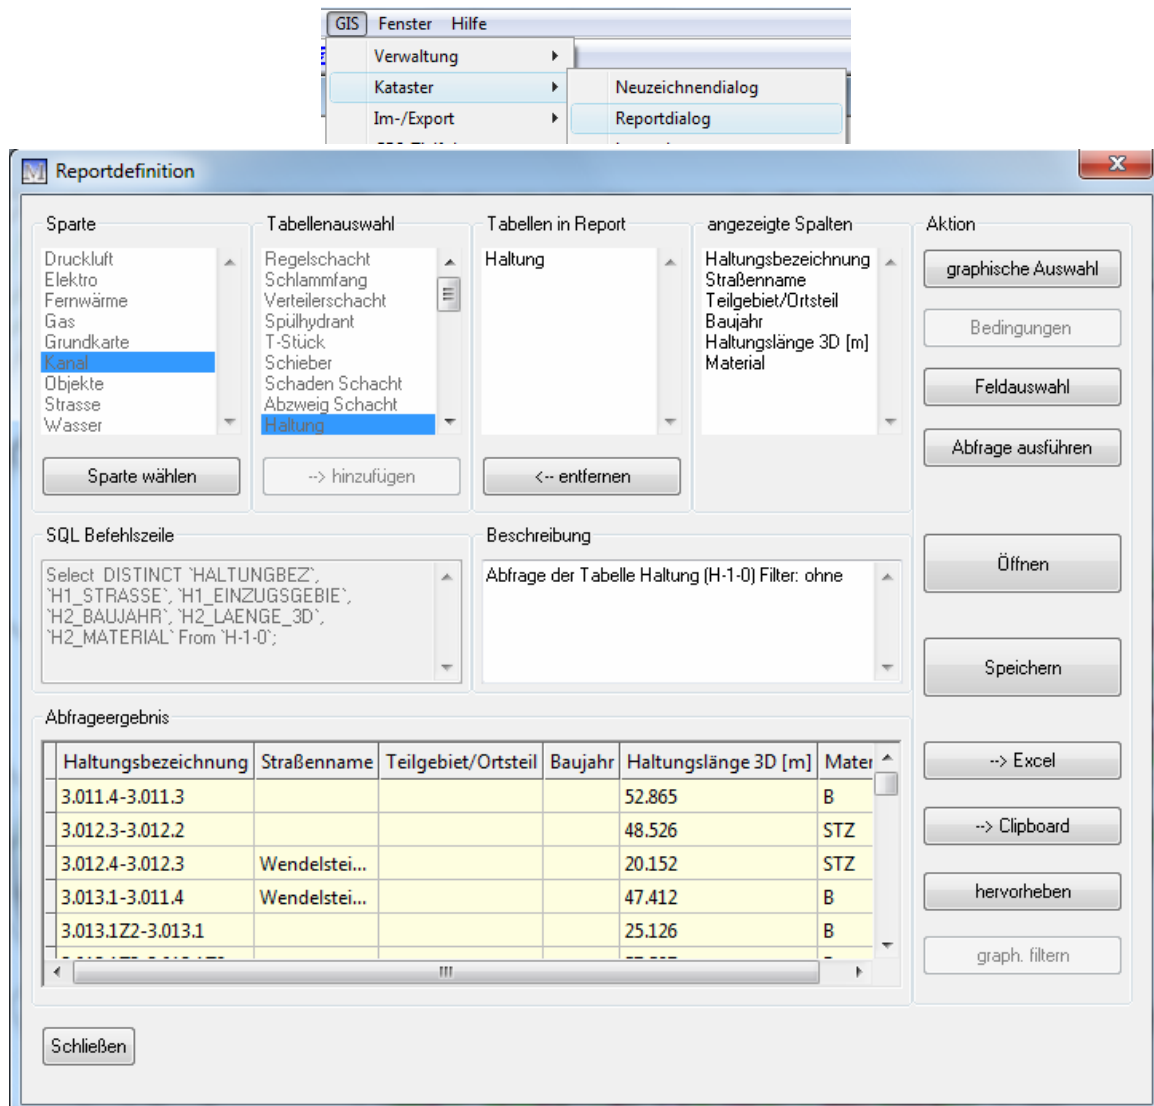 GIS Fenster Hilfe
Verwaltung
Kataster
Im-/Export
Neuzeichnendialog
Reportdialog
Reportdefinition
Sparte
Druckluft
Elektro
Fernwärme
Gas
Grundkarte
Kanal
Objekte
Strasse
Wasser
Sparte wählen
Tabellenauswahl
Regelschacht
Schlammfang
Verteilerschacht
Spülhydrant
T-Stück
Schieber
Schaden Schacht
Abzweig Schacht
Haltung
--> hinzufügen
Tabellen in Report
Haltung
<-- entfernen
angezeigte Spalten
Haltungsbezeichnung
Straßenname
Teilgebiet/Ortsteil
Baujahr
Haltungslänge 3D [m]
Material
Aktion
graphische Auswahl
Bedingungen
Feldauswahl
Abfrage ausführen
Öffnen
Speichern
--> Excel
--> Clipboard
hervorheben
graph. filtern
SQL Befehlszeile
Select DISTINCT `HALTUNGBEZ`,
`H1_STRASSE`, `H1_EINZUGSGEBIE`,
`H2_BAUJAHR`, `H2_LAENGE_3D`,
`H2_MATERIAL` From `H-1-0`;
Beschreibung
Abfrage der Tabelle Haltung (H-1-0) Filter: ohne
Abfrageergebnis
Haltungsbezeichnung Straßenname Teilgebiet/Ortsteil Baujahr Haltungslänge 3D [m] Mater
3.011.4-3.011.3 52.865 B
3.012.3-3.012.2 48.526 STZ
3.012.4-3.012.3 Wendelstei... 20.152 STZ
3.013.1-3.011.4 Wendelstei... 47.412 B
3.013.1Z2-3.013.1 25.126 B
Schließen